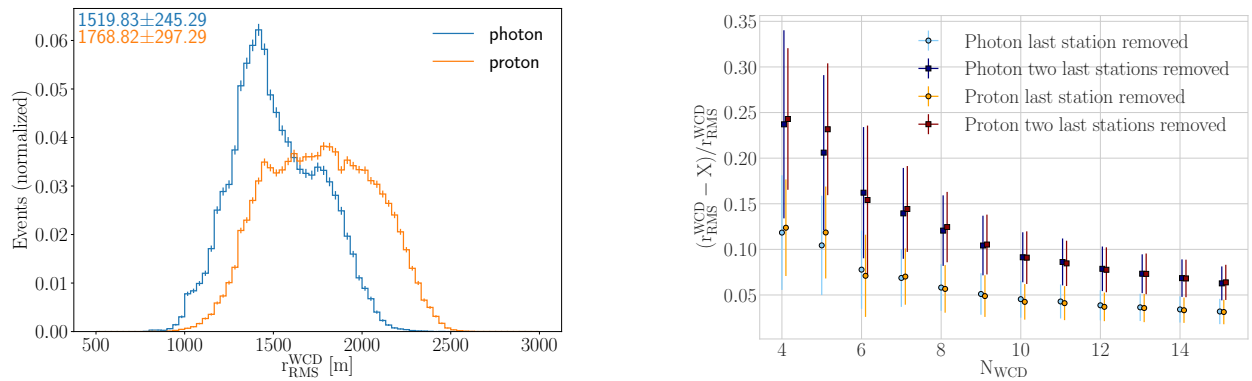 1519.83±245.29
1768.82±297.29
photon
proton
Events (normalized)
0.06
0.05
0.04
0.03
0.02
0.01
0.00
500 1000 1500 2000 2500 3000
r_RMS^WCD [m]
Photon last station removed
Photon two last stations removed
Proton last station removed
Proton two last stations removed
(r_RMS^WCD − X)/r_RMS^WCD
0.35
0.30
0.25
0.20
0.15
0.10
0.05
4 6 8 10 12 14
N_WCD